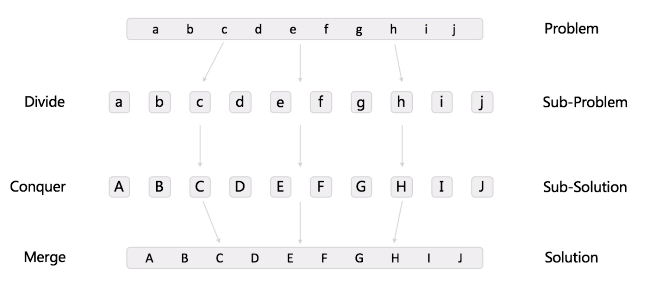 a b c d e f g h i j Problem
Divide a b c d e f g h i j Sub-Problem
Conquer A B C D E F G H I J Sub-Solution
Merge A B C D E F G H I J Solution